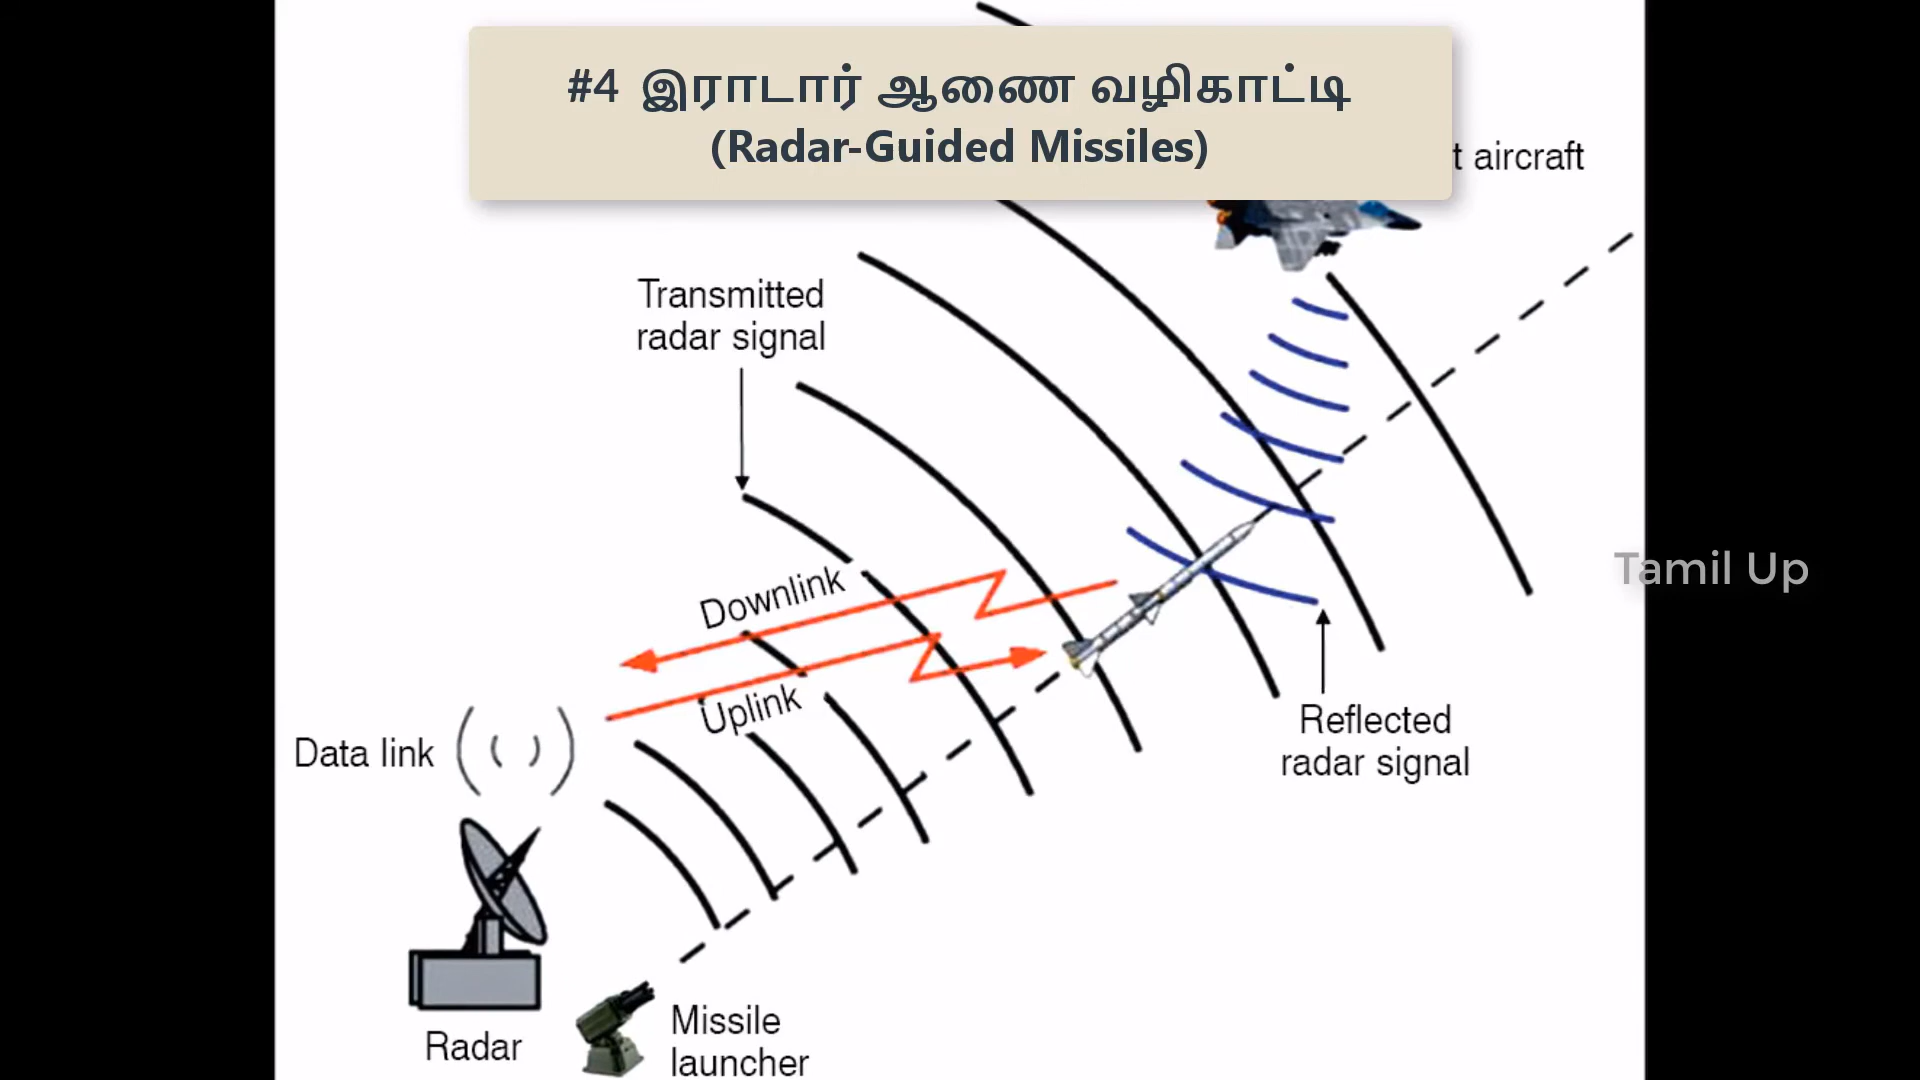 #4 இராடார் ஆணை வழிகாட்டி
(Radar-Guided Missiles)
t aircraft
Transmitted
radar signal
Downlink
Uplink
Data link
Tamil Up
Reflected
radar signal
Radar
Missile
launcher